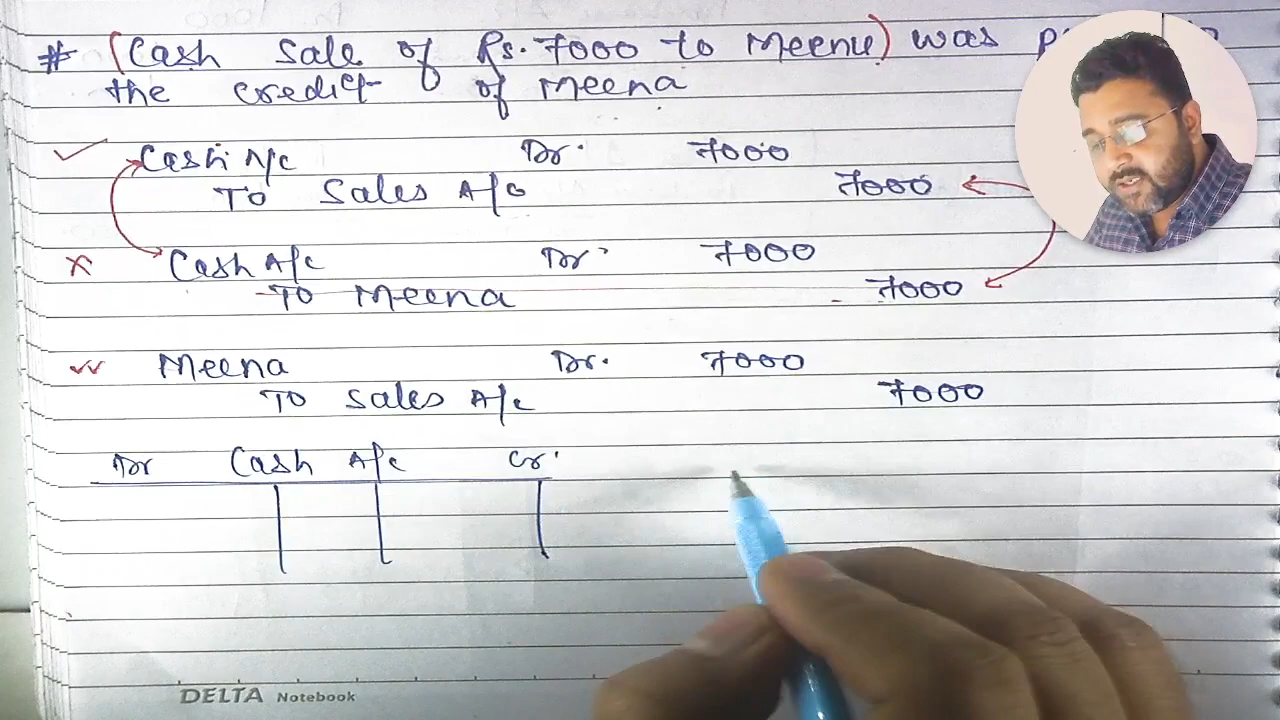 # (Cash Sale of Rs. 7000 to Meenu) was
the credit of Meena
Cash A/c Dr. 7000
To Sales A/c 7000
Cash A/c Dr. 7000
To Meena 7000
Meena Dr. 7000
To Sales A/c 7000
Dr Cash A/c Cr.
DELTA Notebook